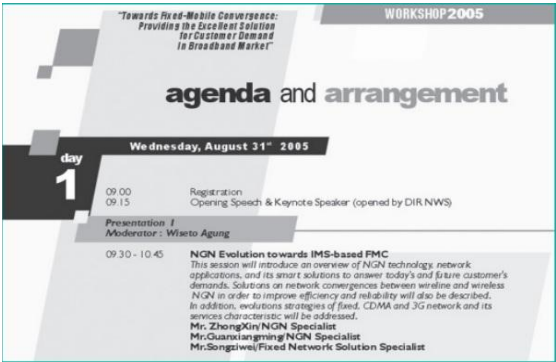 "Towards Fixed-Mobile Convergence:
Providing the Excellent Solution
for Customer Demand
In Broadband Market"
WORKSHOP2005
agenda and arrangement
Wednesday, August 31st 2005
day
1
09.00 Registration
09.15 Opening Speech & Keynote Speaker (opened by DIR NWS)
Presentation 1
Moderator : Wiseto Agung
09.30 - 10.45 NGN Evolution towards IMS-based FMC
This session will introduce an overview of NGN technology, network
applications, and its smart solutions to answer today's and future customer's
demands. Solutions on network convergences between wireline and wireless
NGN in order to improve efficiency and reliability will also be described.
In addition, evolutions strategies of fixed, CDMA and 3G network and its
services characteristic will be addressed.
Mr. ZhongXin/NGN Specialist
Mr.Guanxiangming/NGN Specialist
Mr.Songziwei/Fixed Network Solution Specialist